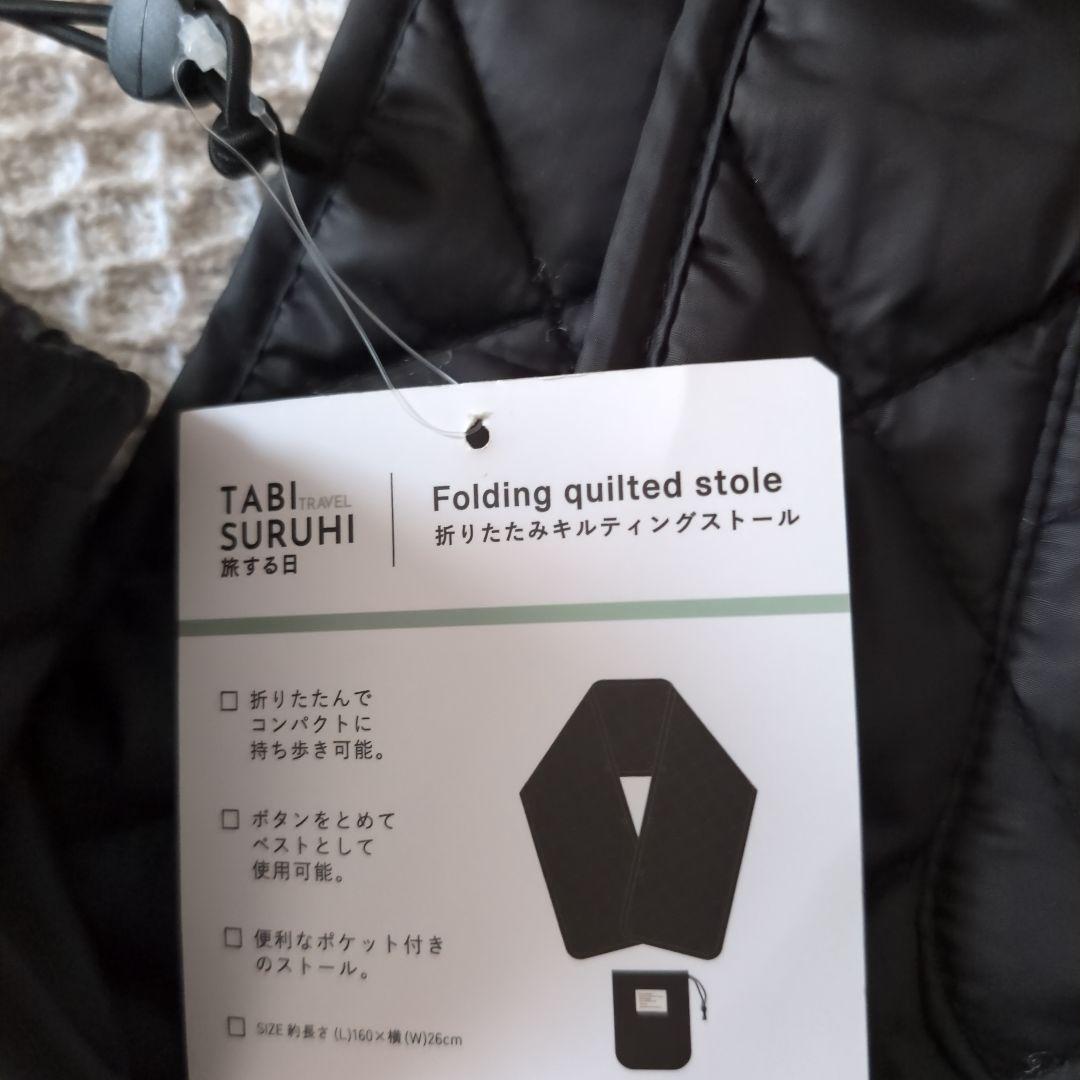 TABI TRAVEL
SURUHI
旅する日
Folding quilted stole
折りたたみキルティングストール
□ 折りたたんで
コンパクトに
持ち歩き可能。
□ ボタンをとめて
ベストとして
使用可能。
□ 便利なポケット付き
のストール。
□ SIZE 約長さ (L)160×横(W)26cm